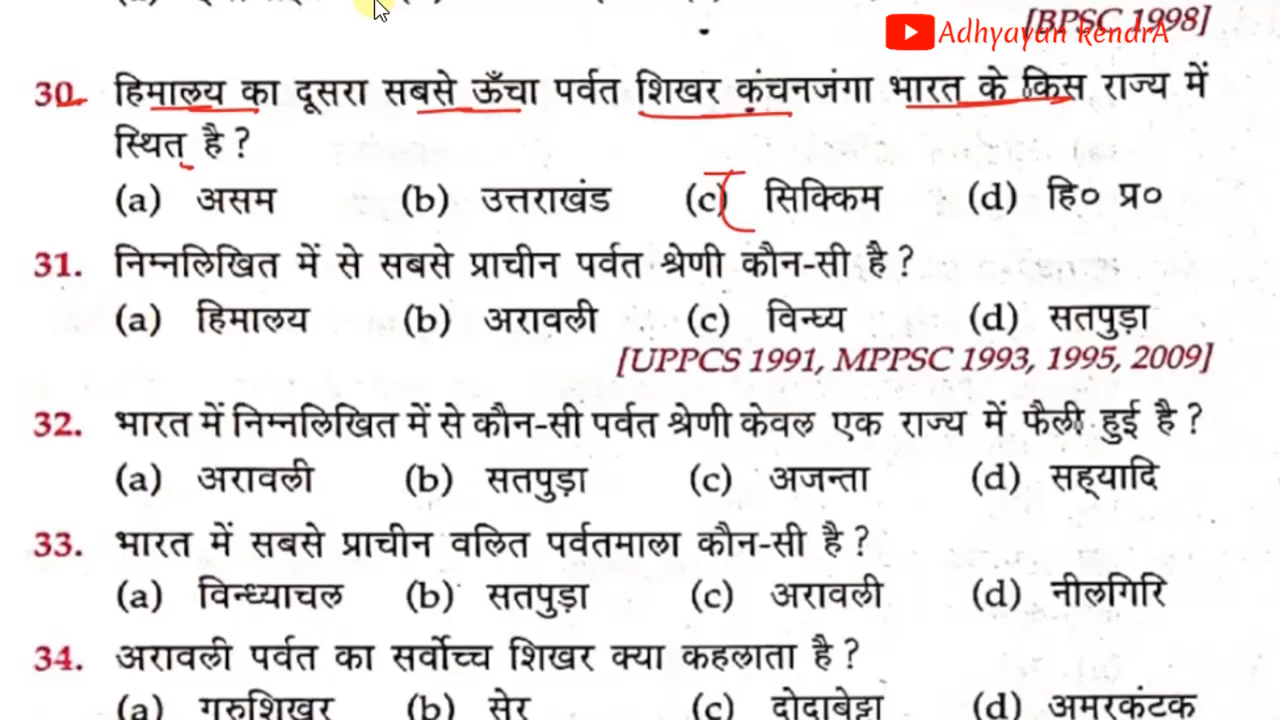 [BPSC 1998]
Adhyayan kendrA
30. हिमालय का दूसरा सबसे ऊँचा पर्वत शिखर कंचनजंगा भारत के किस राज्य में
स्थित है ?
(a) असम (b) उत्तराखंड (c) सिक्किम (d) हि० प्र०
31. निम्नलिखित में से सबसे प्राचीन पर्वत श्रेणी कौन-सी है ?
(a) हिमालय (b) अरावली (c) विन्ध्य (d) सतपुड़ा
[UPPCS 1991, MPPSC 1993, 1995, 2009]
32. भारत में निम्नलिखित में से कौन-सी पर्वत श्रेणी केवल एक राज्य में फैली हुई है ?
(a) अरावली (b) सतपुड़ा (c) अजन्ता (d) सह्यादि
33. भारत में सबसे प्राचीन वलित पर्वतमाला कौन-सी है ?
(a) विन्ध्याचल (b) सतपुड़ा (c) अरावली (d) नीलगिरि
34. अरावली पर्वत का सर्वोच्च शिखर क्या कहलाता है ?
(a) गुरुशिखर (b) सेर (c) दोदाबेट्टा (d) अमरकंटक